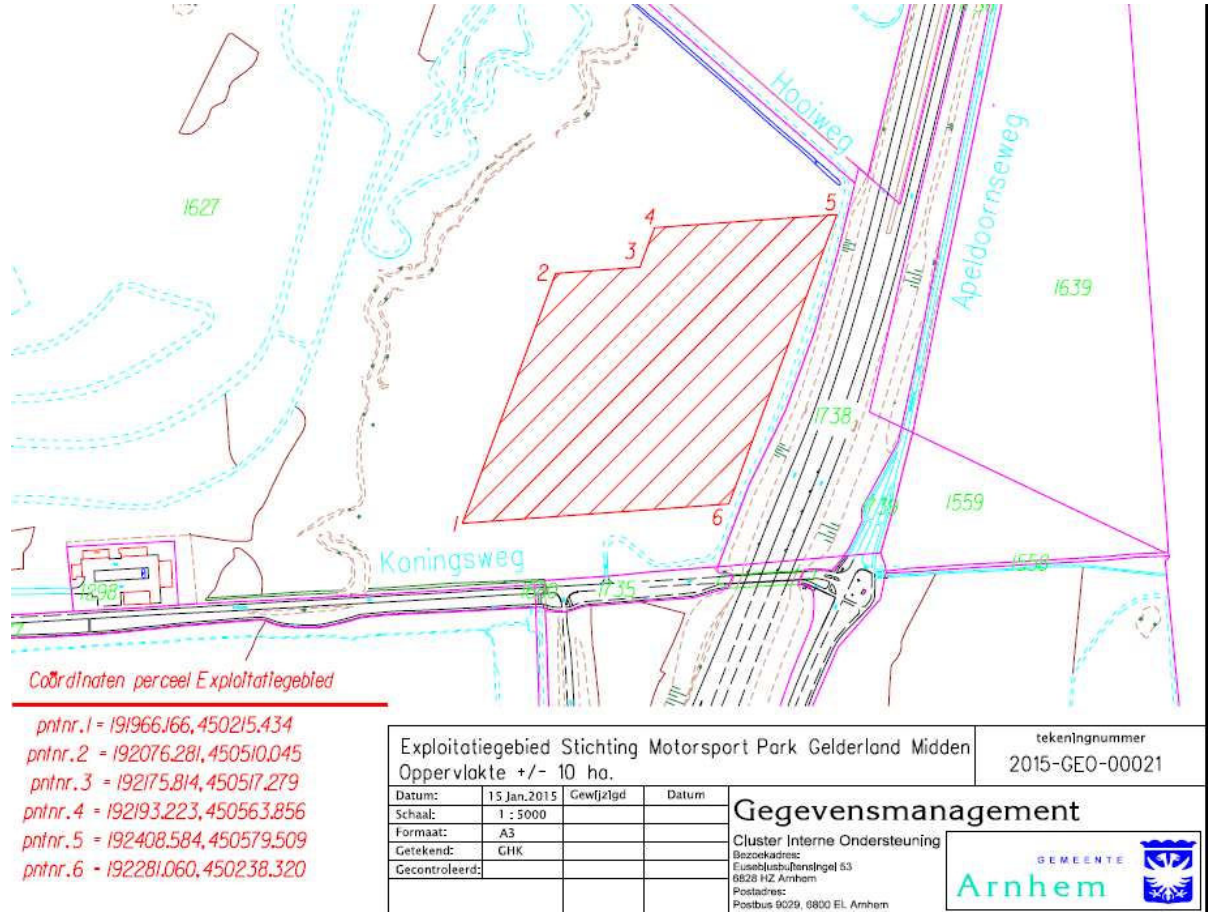 Hooiweg
Apeldoornseweg
1627
1639
4
5
3
2
1738
1559
1
6
Koningsweg
1558
1898
1735
Coördinaten perceel Exploitatiegebied
pntnr.1 = 191966.166,450215.434
pntnr.2 = 192076.281,450510.045
pntnr.3 = 192175.814,450517.279
pntnr.4 = 192193.223,450563.856
pntnr.5 = 192408.584,450579.509
pntnr.6 - 192281.060,450238.320
Exploitatiegebied Stichting Motorsport Park Gelderland Midden
Oppervlakte +/- 10 ha.
tekeningnummer
2015-GEO-00021
Datum: 15 Jan.2015 Gewijzigd Datum
Schaal: 1 : 5000
Formaat: A3
Getekend: GHK
Gecontroleerd:
Gegevensmanagement
Cluster Interne Ondersteuning
Bezoekadres:
Eusebiusbuitensingel 53
6828 HZ Arnhem
Postadres:
Postbus 9029, 6800 EL Arnhem
GEMEENTE
Arnhem